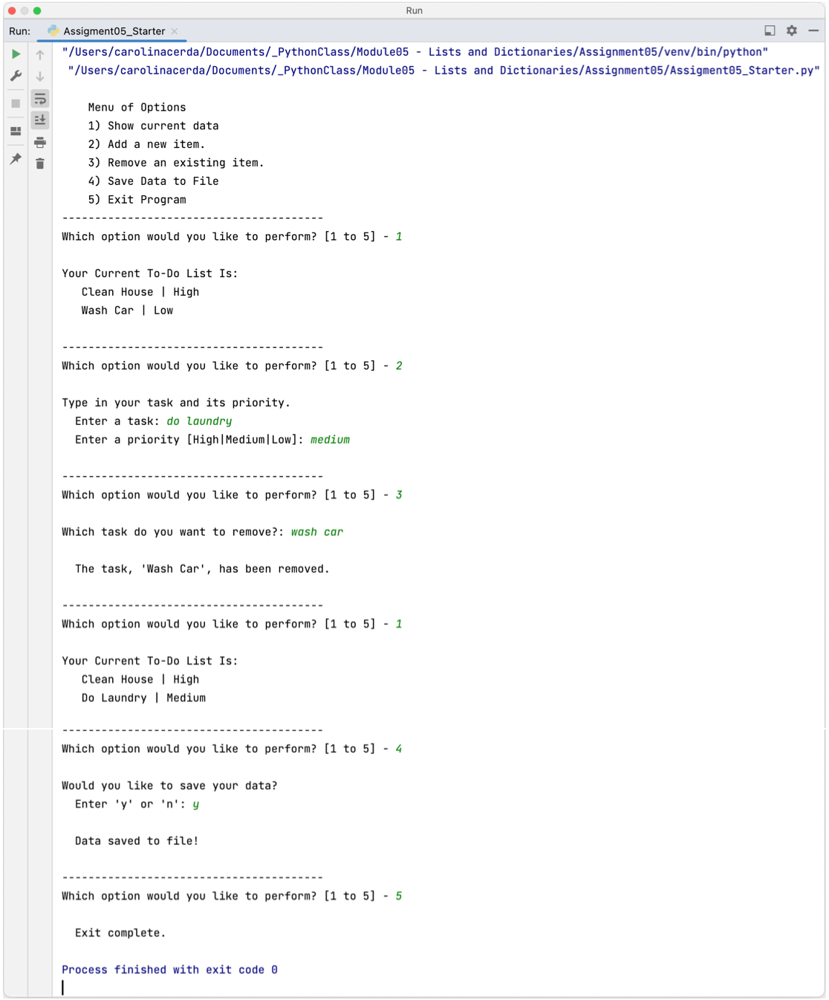 Run
Run: Assigment05_Starter
"/Users/carolinacerda/Documents/_PythonClass/Module05 - Lists and Dictionaries/Assignment05/venv/bin/python"
"/Users/carolinacerda/Documents/_PythonClass/Module05 - Lists and Dictionaries/Assignment05/Assigment05_Starter.py"
Menu of Options
1) Show current data
2) Add a new item.
3) Remove an existing item.
4) Save Data to File
5) Exit Program
----------------------------------------
Which option would you like to perform? [1 to 5] - 1
Your Current To-Do List Is:
Clean House | High
Wash Car | Low
----------------------------------------
Which option would you like to perform? [1 to 5] - 2
Type in your task and its priority.
Enter a task: do laundry
Enter a priority [High|Medium|Low]: medium
----------------------------------------
Which option would you like to perform? [1 to 5] - 3
Which task do you want to remove?: wash car
The task, 'Wash Car', has been removed.
----------------------------------------
Which option would you like to perform? [1 to 5] - 1
Your Current To-Do List Is:
Clean House | High
Do Laundry | Medium
----------------------------------------
Which option would you like to perform? [1 to 5] - 4
Would you like to save your data?
Enter 'y' or 'n': y
Data saved to file!
----------------------------------------
Which option would you like to perform? [1 to 5] - 5
Exit complete.
Process finished with exit code 0